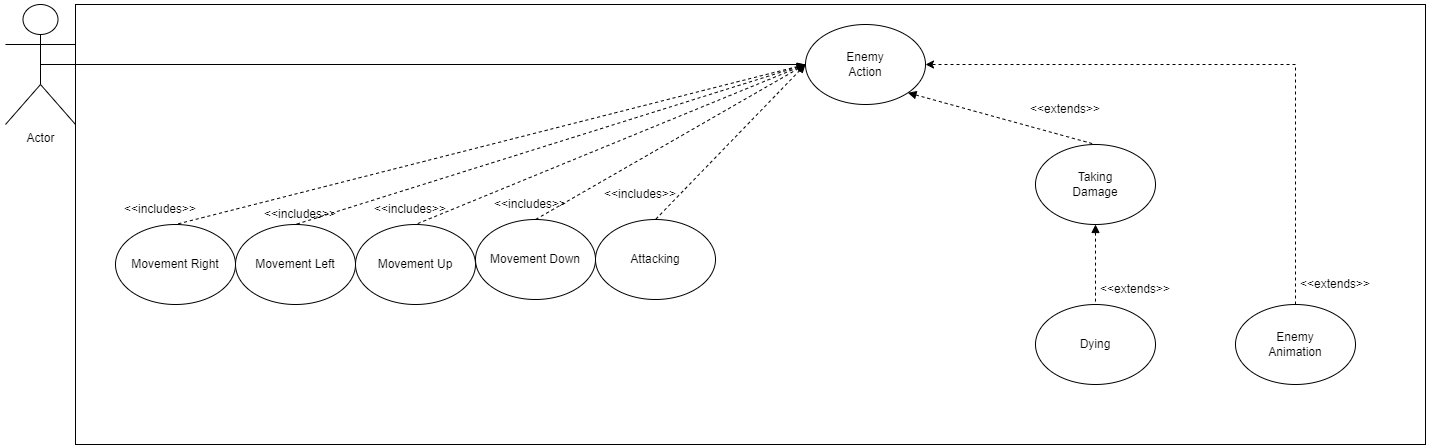 Enemy
Action
<<extends>>
Actor
Taking
Damage
<<includes>>
<<includes>>
<<includes>>
<<includes>>
<<includes>>
Movement Right
Movement Left
Movement Up
Movement Down
Attacking
<<extends>>
<<extends>>
Dying
Enemy
Animation